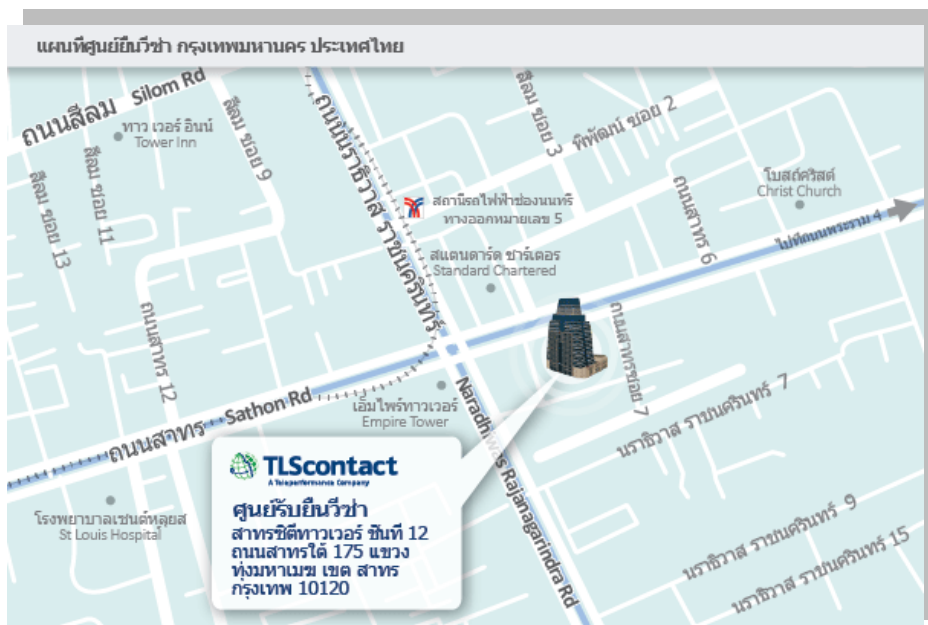 แผนที่ศูนย์ยื่นวีซ่า กรุงเทพมหานคร ประเทศไทย
ถนนสีลม Silom Rd
ทาวเวอร์ อินน์
Tower Inn
สีลม ซอย 13
สีลม ซอย 11
สีลม ซอย 9
ถนนนราธิวาส ราชนครินทร์
สีลม ซอย 3
พิพัฒน์ ซอย 2
สถานีรถไฟฟ้าช่องนนทรี
ทางออกหมายเลข 5
สแตนดาร์ด ชาร์เตอร์
Standard Chartered
ถนนสาทร 6
โบสถ์คริสต์
Christ Church
ไปที่ถนนพระราม 4
ถนนสาทร 12
ถนนสาทร Sathon Rd
เอ็มไพร์ทาวเวอร์
Empire Tower
ถนนสาทรซอย 7
นราธิวาส ราชนครินทร์ 7
Naradhiwas Rajanagarindra Rd
นราธิวาส ราชนครินทร์ 9
นราธิวาส ราชนครินทร์ 15
โรงพยาบาลเซนต์หลุยส
St Louis Hospital
TLScontact
A Teleperformance Company
ศูนย์รับยื่นวีซ่า
สาทรซิตี้ทาวเวอร์ ชั้นที่ 12
ถนนสาทรใต้ 175 แขวง
ทุ่งมหาเมฆ เขต สาทร
กรุงเทพ 10120